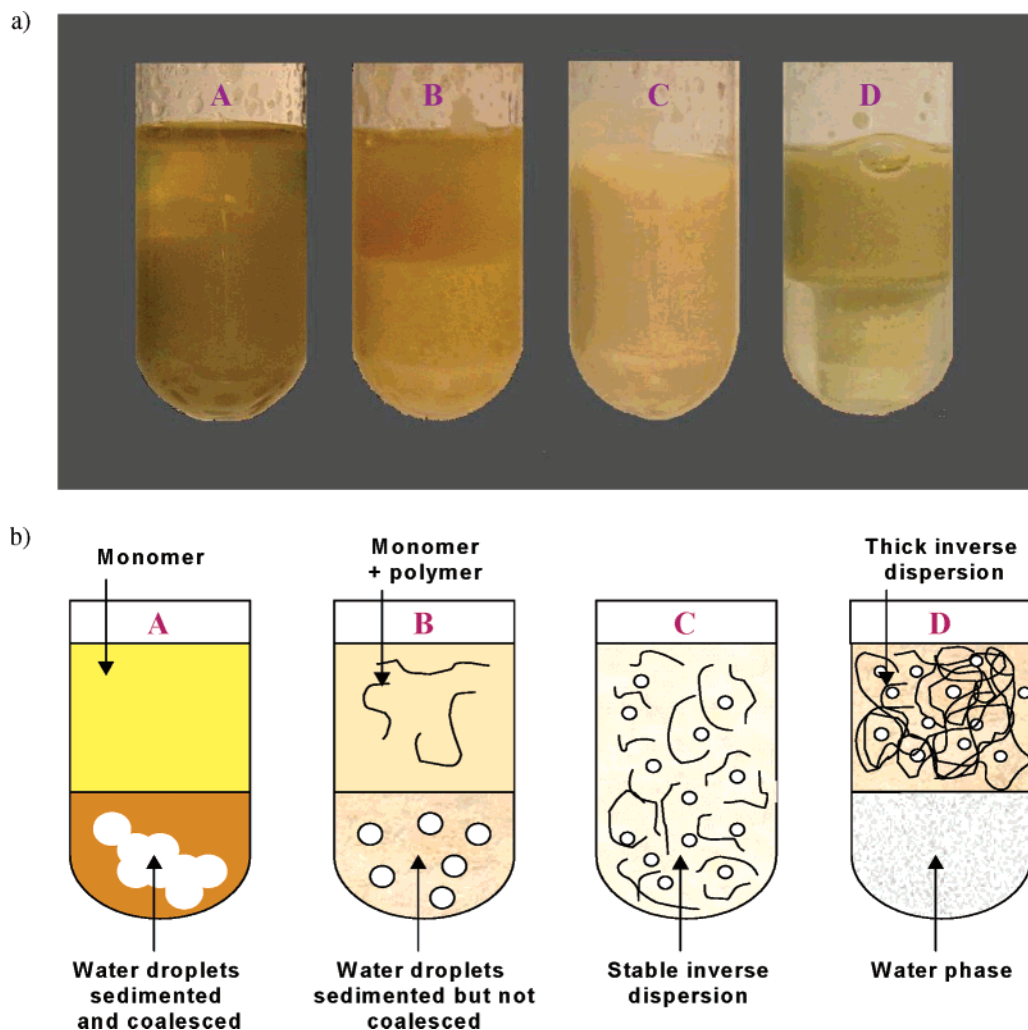 a)
A B C D
b)
Monomer
Monomer
+ polymer
Thick inverse
dispersion
A B C D
Water droplets
sedimented
and coalesced
Water droplets
sedimented but not
coalesced
Stable inverse
dispersion
Water phase